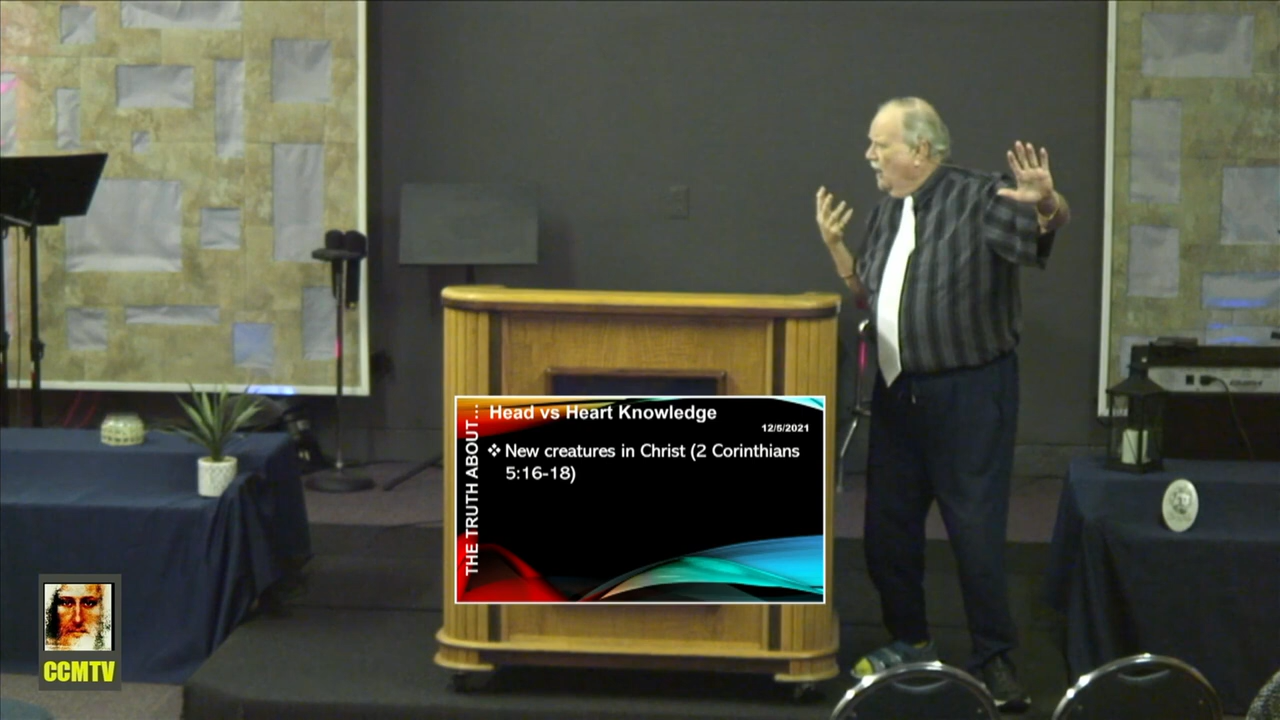 Head vs Heart Knowledge
12/5/2021
THE TRUTH ABOUT...
❖ New creatures in Christ (2 Corinthians
5:16-18)
CCMTV